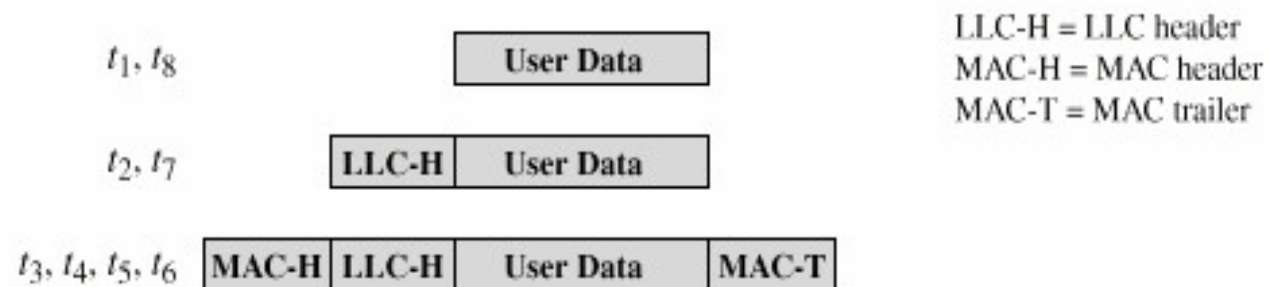 t1, t8 User Data
LLC-H = LLC header
MAC-H = MAC header
MAC-T = MAC trailer
t2, t7 LLC-H User Data
t3, t4, t5, t6 MAC-H LLC-H User Data MAC-T